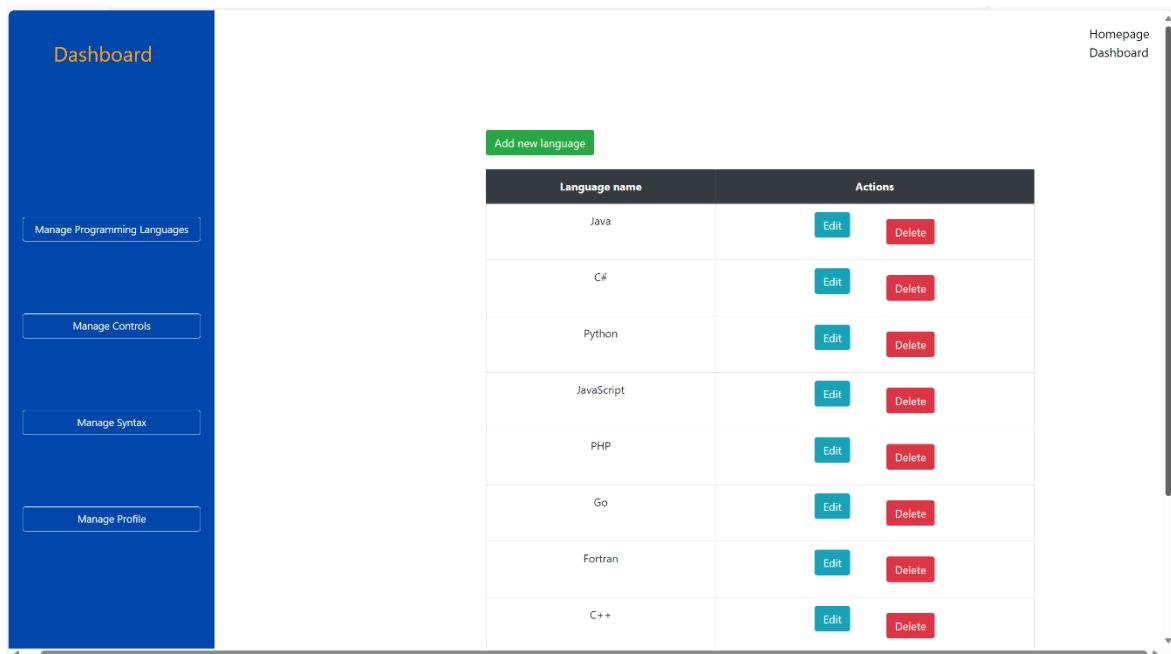 Dashboard
Manage Programming Languages
Manage Controls
Manage Syntax
Manage Profile
Homepage
Dashboard
Add new language
Language name Actions
Java Edit Delete
C# Edit Delete
Python Edit Delete
JavaScript Edit Delete
PHP Edit Delete
Go Edit Delete
Fortran Edit Delete
C++ Edit Delete